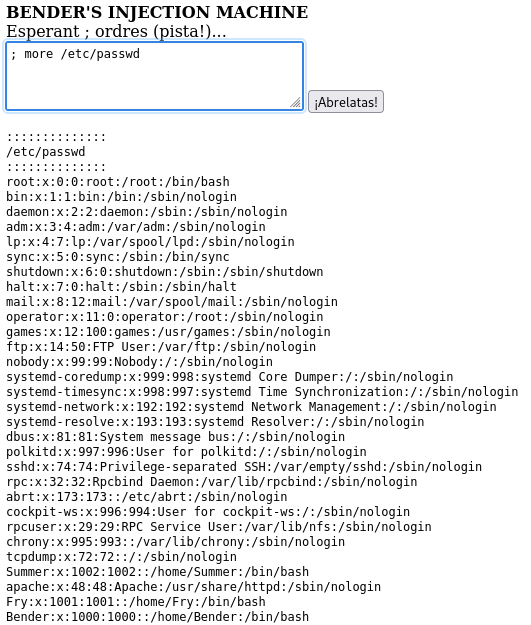 BENDER'S INJECTION MACHINE
Esperant ; ordres (pista!)...
; more /etc/passwd
¡Abrelatas!
::::::::::::::
/etc/passwd
::::::::::::::
root:x:0:0:root:/root:/bin/bash
bin:x:1:1:bin:/bin:/sbin/nologin
daemon:x:2:2:daemon:/sbin:/sbin/nologin
adm:x:3:4:adm:/var/adm:/sbin/nologin
lp:x:4:7:lp:/var/spool/lpd:/sbin/nologin
sync:x:5:0:sync:/sbin:/bin/sync
shutdown:x:6:0:shutdown:/sbin:/sbin/shutdown
halt:x:7:0:halt:/sbin:/sbin/halt
mail:x:8:12:mail:/var/spool/mail:/sbin/nologin
operator:x:11:0:operator:/root:/sbin/nologin
games:x:12:100:games:/usr/games:/sbin/nologin
ftp:x:14:50:FTP User:/var/ftp:/sbin/nologin
nobody:x:99:99:Nobody:/:/sbin/nologin
systemd-coredump:x:999:998:systemd Core Dumper:/:/sbin/nologin
systemd-timesync:x:998:997:systemd Time Synchronization:/:/sbin/nologin
systemd-network:x:192:192:systemd Network Management:/:/sbin/nologin
systemd-resolve:x:193:193:systemd Resolver:/:/sbin/nologin
dbus:x:81:81:System message bus:/:/sbin/nologin
polkitd:x:997:996:User for polkitd:/:/sbin/nologin
sshd:x:74:74:Privilege-separated SSH:/var/empty/sshd:/sbin/nologin
rpc:x:32:32:Rpcbind Daemon:/var/lib/rpcbind:/sbin/nologin
abrt:x:173:173::/etc/abrt:/sbin/nologin
cockpit-ws:x:996:994:User for cockpit-ws:/:/sbin/nologin
rpcuser:x:29:29:RPC Service User:/var/lib/nfs:/sbin/nologin
chrony:x:995:993::/var/lib/chrony:/sbin/nologin
tcpdump:x:72:72::/:/sbin/nologin
Summer:x:1002:1002::/home/Summer:/bin/bash
apache:x:48:48:Apache:/usr/share/httpd:/sbin/nologin
Fry:x:1001:1001::/home/Fry:/bin/bash
Bender:x:1000:1000::/home/Bender:/bin/bash